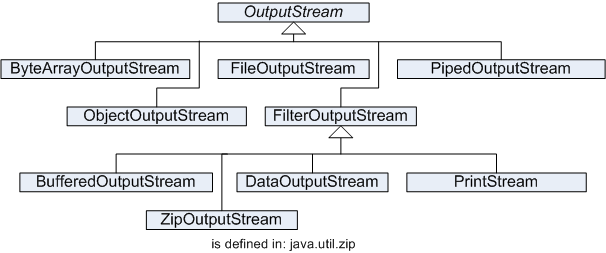 OutputStream
ByteArrayOutputStream
FileOutputStream
PipedOutputStream
ObjectOutputStream
FilterOutputStream
BufferedOutputStream
DataOutputStream
PrintStream
ZipOutputStream
is defined in: java.util.zip